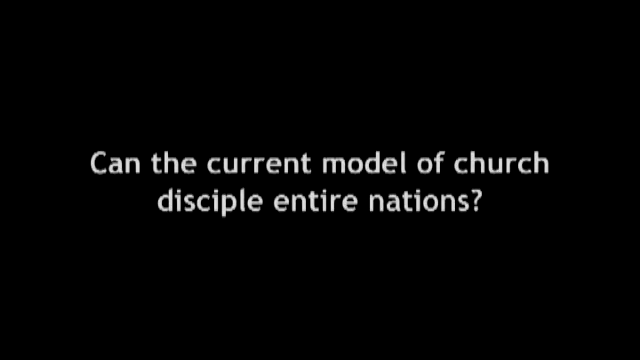 Can the current model of church
disciple entire nations?